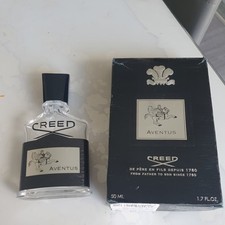 CREED
AVENTUS
AVENTUS
CREED
DE PÈRE EN FILS DEPUIS 1760
FROM FATHER TO SON SINCE 1760
50 ML
1.7 FL.OZ.